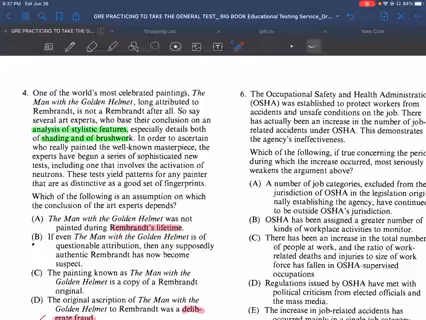 8:37 PM Sat Jun 26
84%
GRE PRACTICING TO TAKE THE GENERAL TEST_ BIG BOOK Educational Testing Service_Gr...
GRE PRACTICING TO TAKE THE G...
Shopping List
4. One of the world's most celebrated paintings, The
Man with the Golden Helmet, long attributed to
Rembrandt, is not a Rembrandt after all. So say
several art experts, who base their conclusion on an
analysis of stylistic features, especially details both
of shading and of brushwork. In order to ascertain
who really painted the well-known masterpiece, the
experts have begun a series of sophisticated new
tests, including one that involves the activation of
neutrons. These tests yield patterns for any painter
that are as distinctive as a good set of fingerprints.
Which of the following is an assumption on which
the conclusion of the art experts depends?
(A) The Man with the Golden Helmet was not
painted during Rembrandt's lifetime.
(B) If even The Man with the Golden Helmet is of
questionable attribution, then any supposedly
authentic Rembrandt has now become
suspect.
(C) The painting known as The Man with the
Golden Helmet is a copy of a Rembrandt
original.
(D) The original ascription of The Man with the
Golden Helmet to Rembrandt was a delib-
erate fraud.
6. The Occupational Safety and Health Administratio
(OSHA) was established to protect workers from
accidents and unsafe conditions on the job. There
has actually been an increase in the number of job-
related accidents under OSHA. This demonstrates
the agency's ineffectiveness.
Which of the following, if true concerning the peri
during which the increase occurred, most seriously
weakens the argument above?
(A) A number of job categories, excluded from the
jurisdiction of OSHA in the legislation origi
nally establishing the agency, have continued
to be outside OSHA's jurisdiction.
(B) OSHA has been assigned a greater number of
kinds of workplace activities to monitor.
(C) There has been an increase in the total number
of people at work, and the ratio of work-
related deaths and injuries to size of work
force has fallen in OSHA-supervised
occupations
(D) Regulations issued by OSHA have met with
political criticism from elected officials and
the mass media.
(E) The increase in job-related accidents has
occurred mainly in a single job category